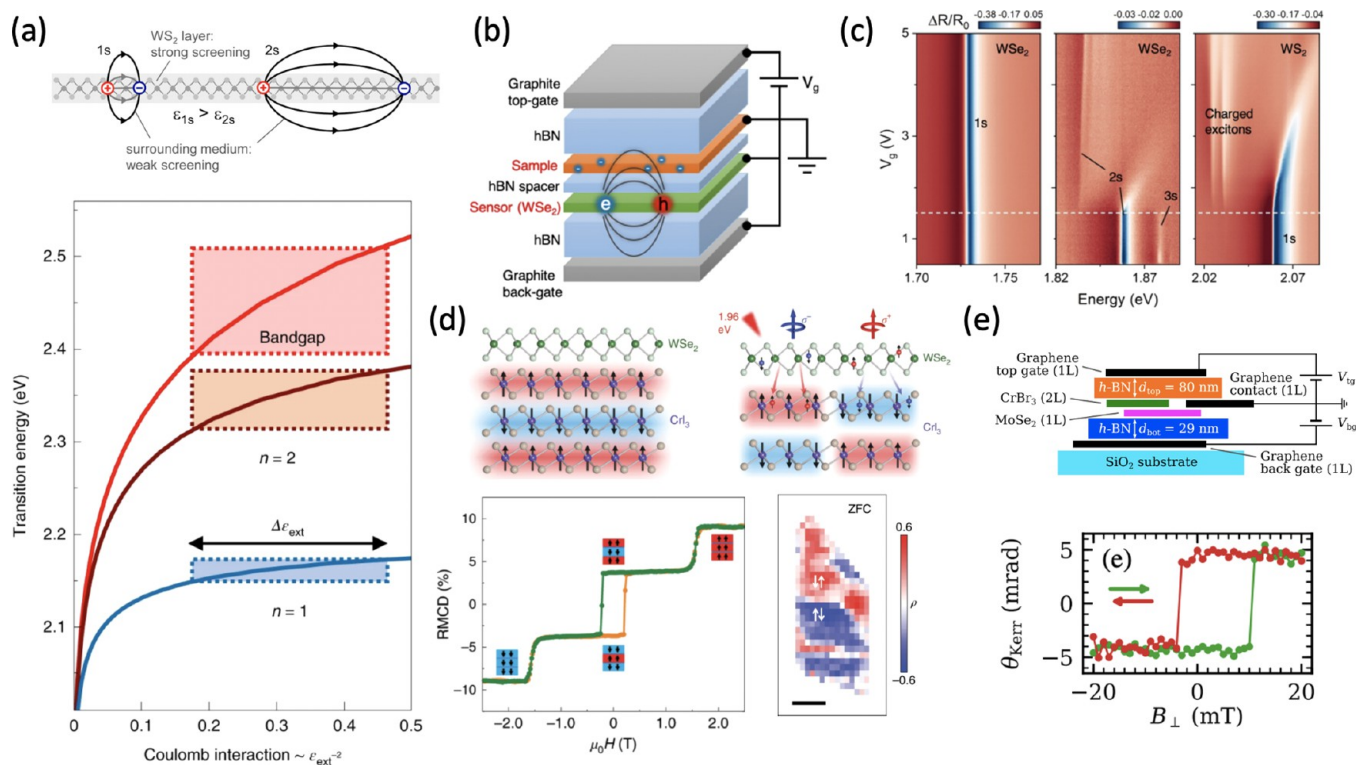 (a)
WS2 layer:
strong screening
1s
2s
ε1s > ε2s
surrounding medium:
weak screening
2.5
2.4
2.3
2.2
2.1
Transition energy (eV)
Bandgap
n = 2
Δεext
n = 1
0
0.1
0.2
0.3
0.4
0.5
Coulomb interaction ~ εext⁻²
(b)
Graphite
top-gate
hBN
Sample
hBN spacer
Sensor (WSe2)
hBN
Graphite
back-gate
e
h
Vg
(c)
ΔR/R0
-0.38 -0.17 0.05
-0.03 -0.02 0.00
-0.30 -0.17 -0.04
WSe2
WSe2
WS2
5
3
1
Vg (V)
1s
2s
3s
Charged
excitons
1s
1.70
1.75
1.82
1.87
2.02
2.07
Energy (eV)
(d)
WSe2
CrI3
1.96
eV
σ−
σ+
WSe2
CrI3
10
5
0
−5
−10
RMCD (%)
−2.5
−1.2
0
1.2
2.5
μ0H (T)
ZFC
0.6
ρ
−0.6
(e)
Graphene
top gate (1L)
CrBr3 (2L)
MoSe2 (1L)
h-BN dtop = 80 nm
Graphene
contact (1L)
h-BN dbot = 29 nm
SiO2 substrate
Graphene
back gate (1L)
Vtg
Vbg
(e)
5
0
−5
θKerr (mrad)
−20
0
20
B⊥ (mT)